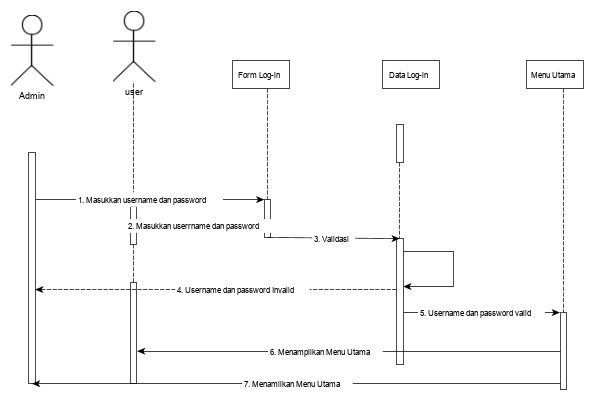 Admin
user
Form Log-in
Data Log-in
Menu Utama
1. Masukkan username dan password
2. Masukkan userrname dan password
3. Validasi
4. Username dan password invalid
5. Username dan password valid
6. Menampilkan Menu Utama
7. Menamilkan Menu Utama